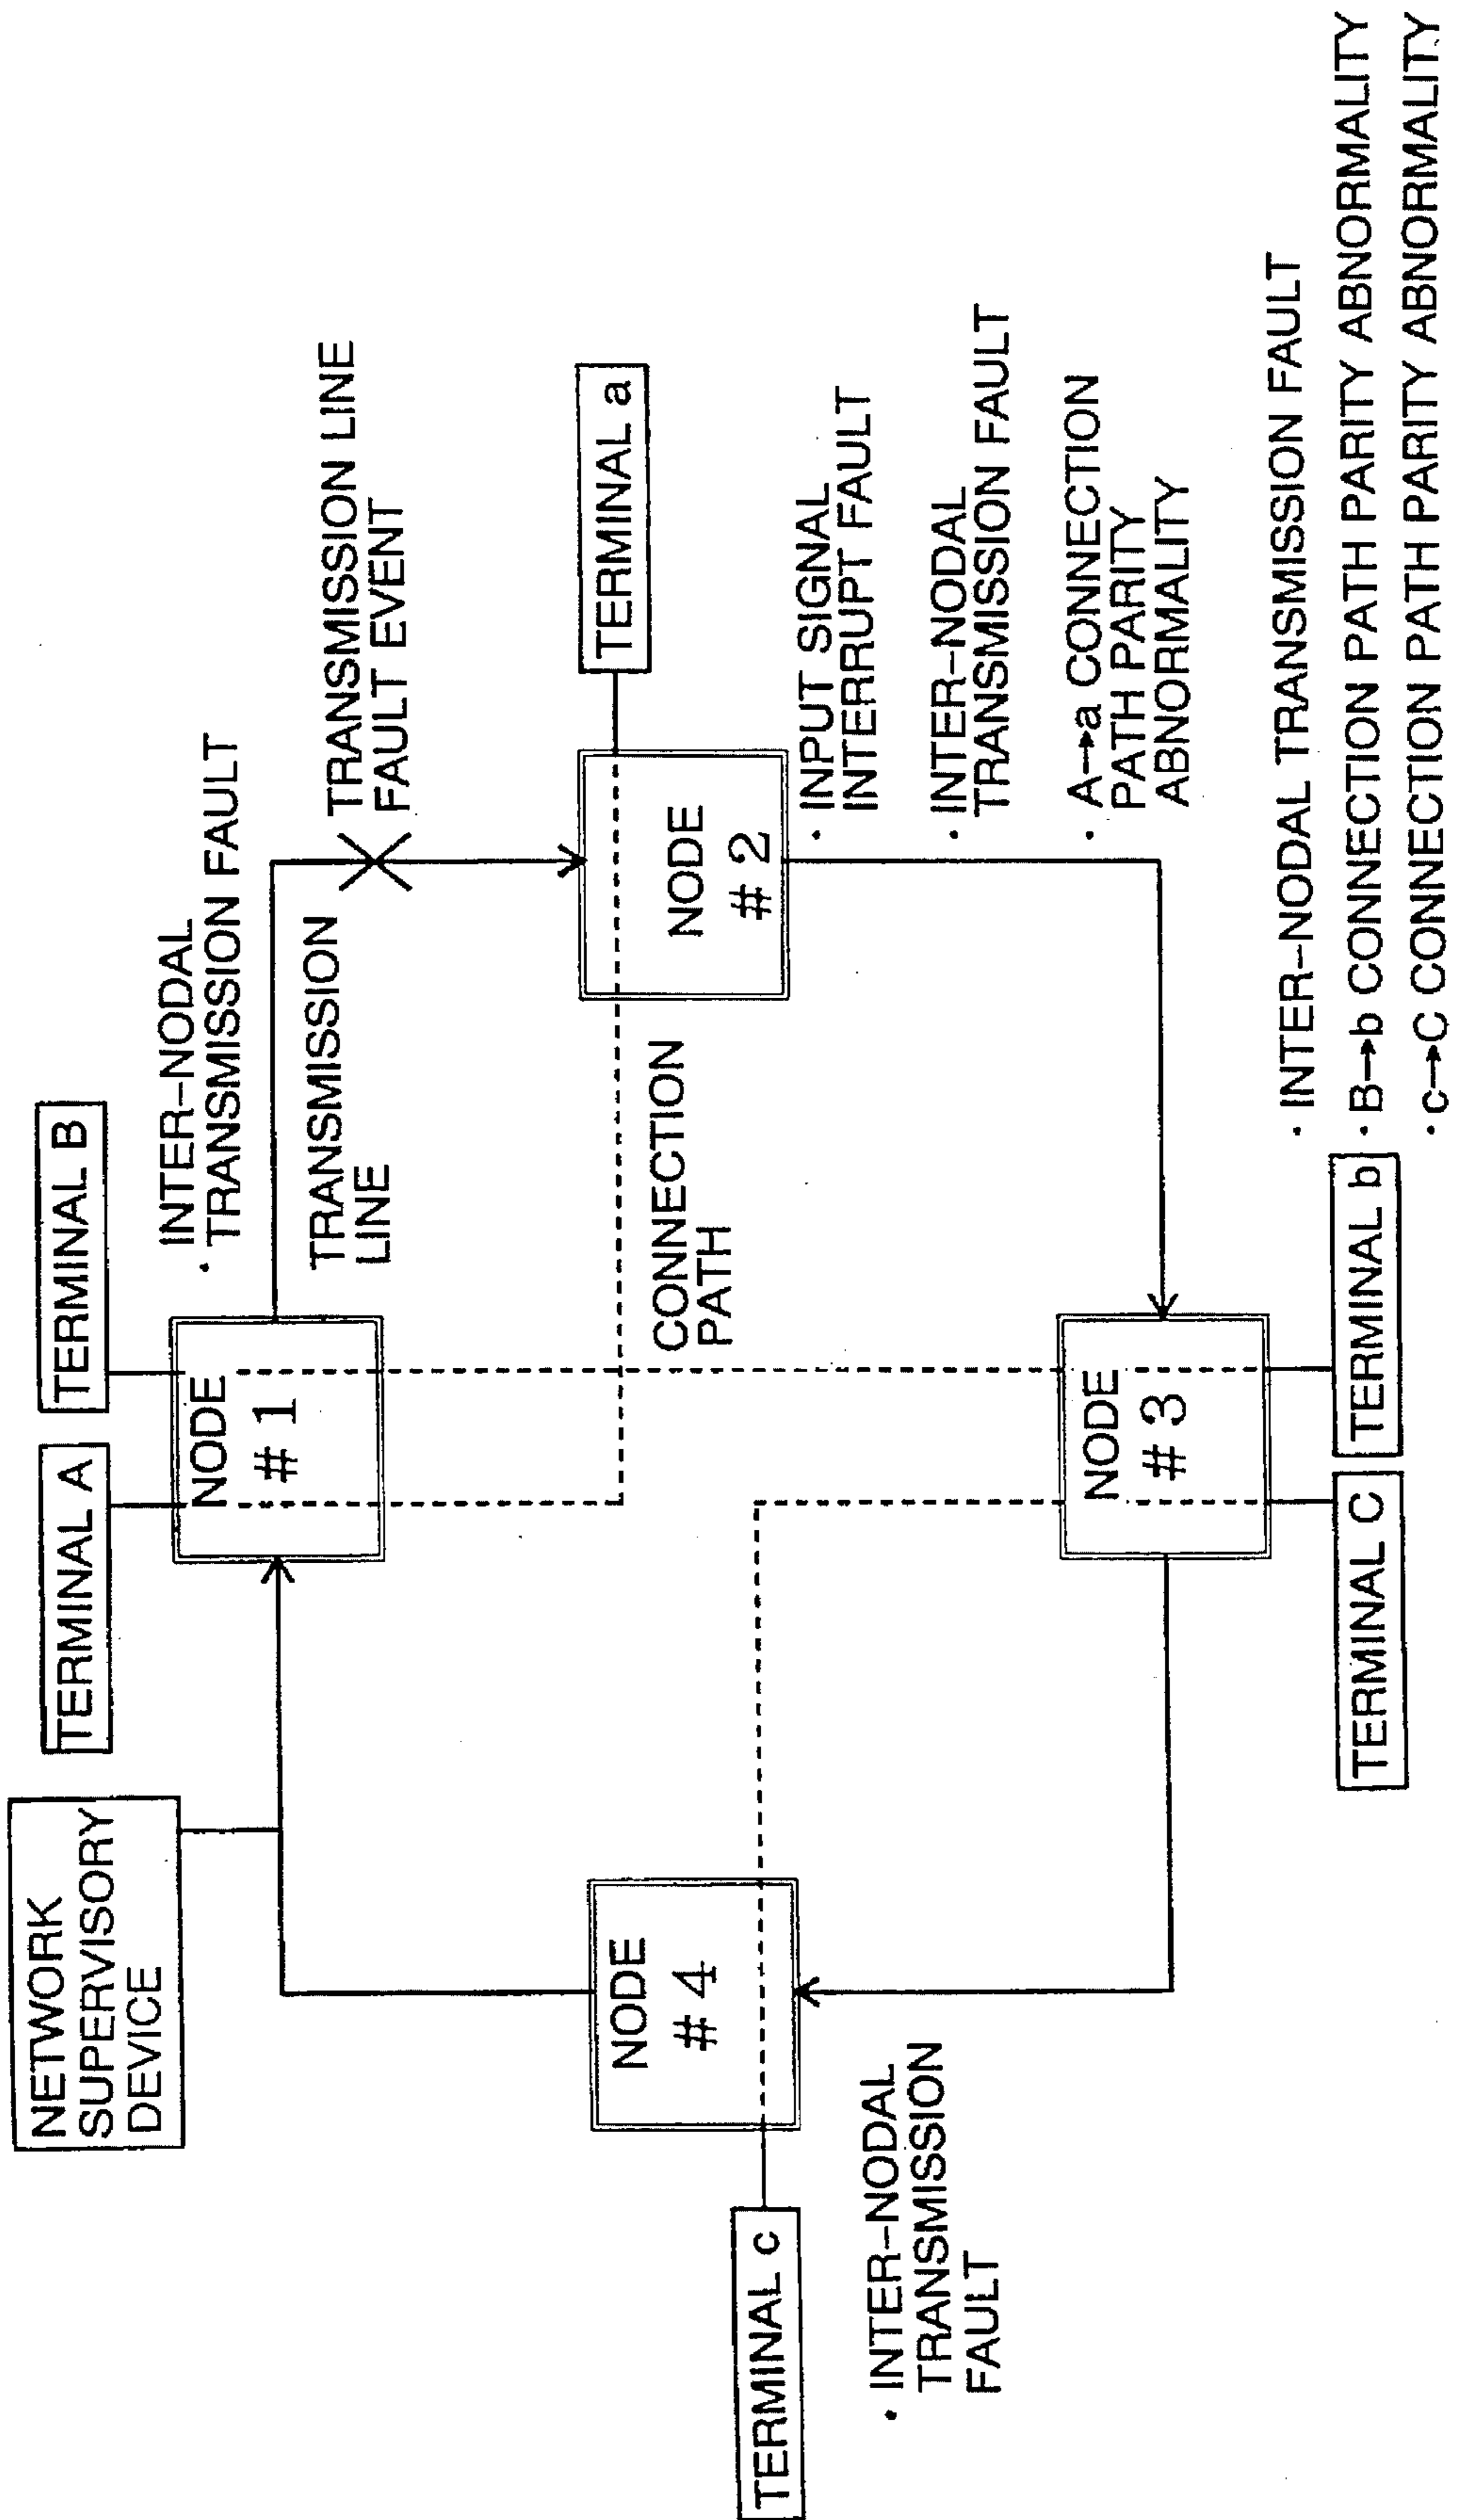 NETWORK
SUPERVISORY
DEVICE
TERMINAL A
TERMINAL B
NODE
# 1
INTER-NODAL
· TRANSMISSION FAULT
TRANSMISSION
LINE
TRANSMISSION LINE
FAULT EVENT
TERMINAL c
NODE
# 4
CONNECTION
PATH
NODE
# 2
TERMINAL a
· INTER-NODAL
TRANSMISSION
FAULT
· INPUT SIGNAL
INTERRUPT FAULT
· INTER-NODAL
TRANSMISSION FAULT
· A→a CONNECTION
PATH PARITY
ABNORMALITY
NODE
# 3
TERMINAL C
TERMINAL b
· INTER-NODAL TRANSMISSION FAULT
· B→b CONNECTION PATH PARITY ABNORMALITY
· c→C CONNECTION PATH PARITY ABNORMALITY